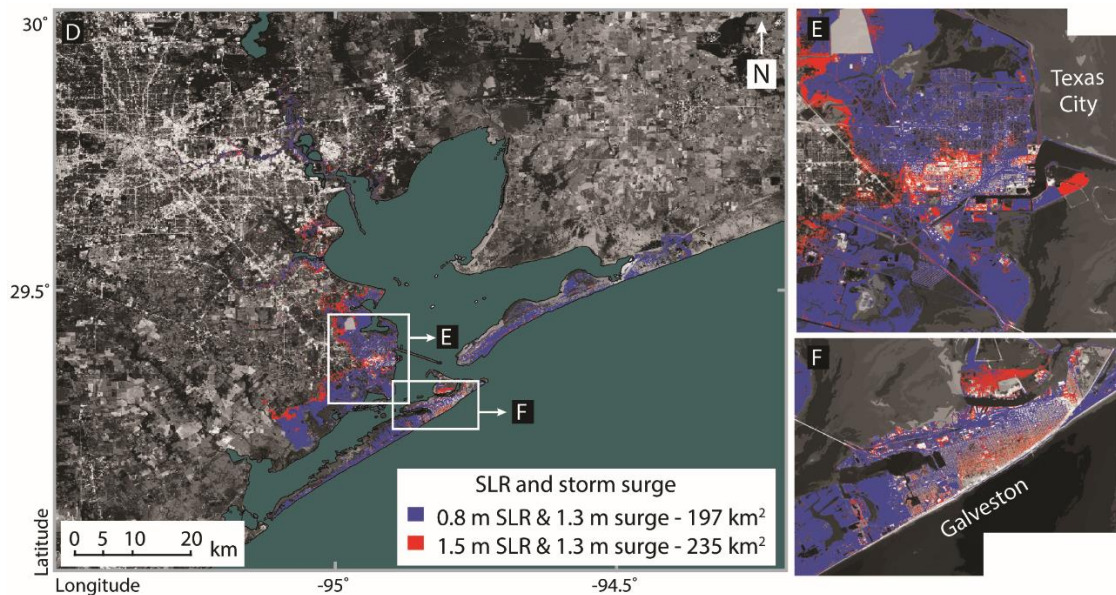 30˚
D
N
29.5˚
E
F
SLR and storm surge
0.8 m SLR & 1.3 m surge - 197 km²
1.5 m SLR & 1.3 m surge - 235 km²
0 5 10 20
km
Latitude
Longitude
-95˚
-94.5˚
E
Texas
City
F
Galveston